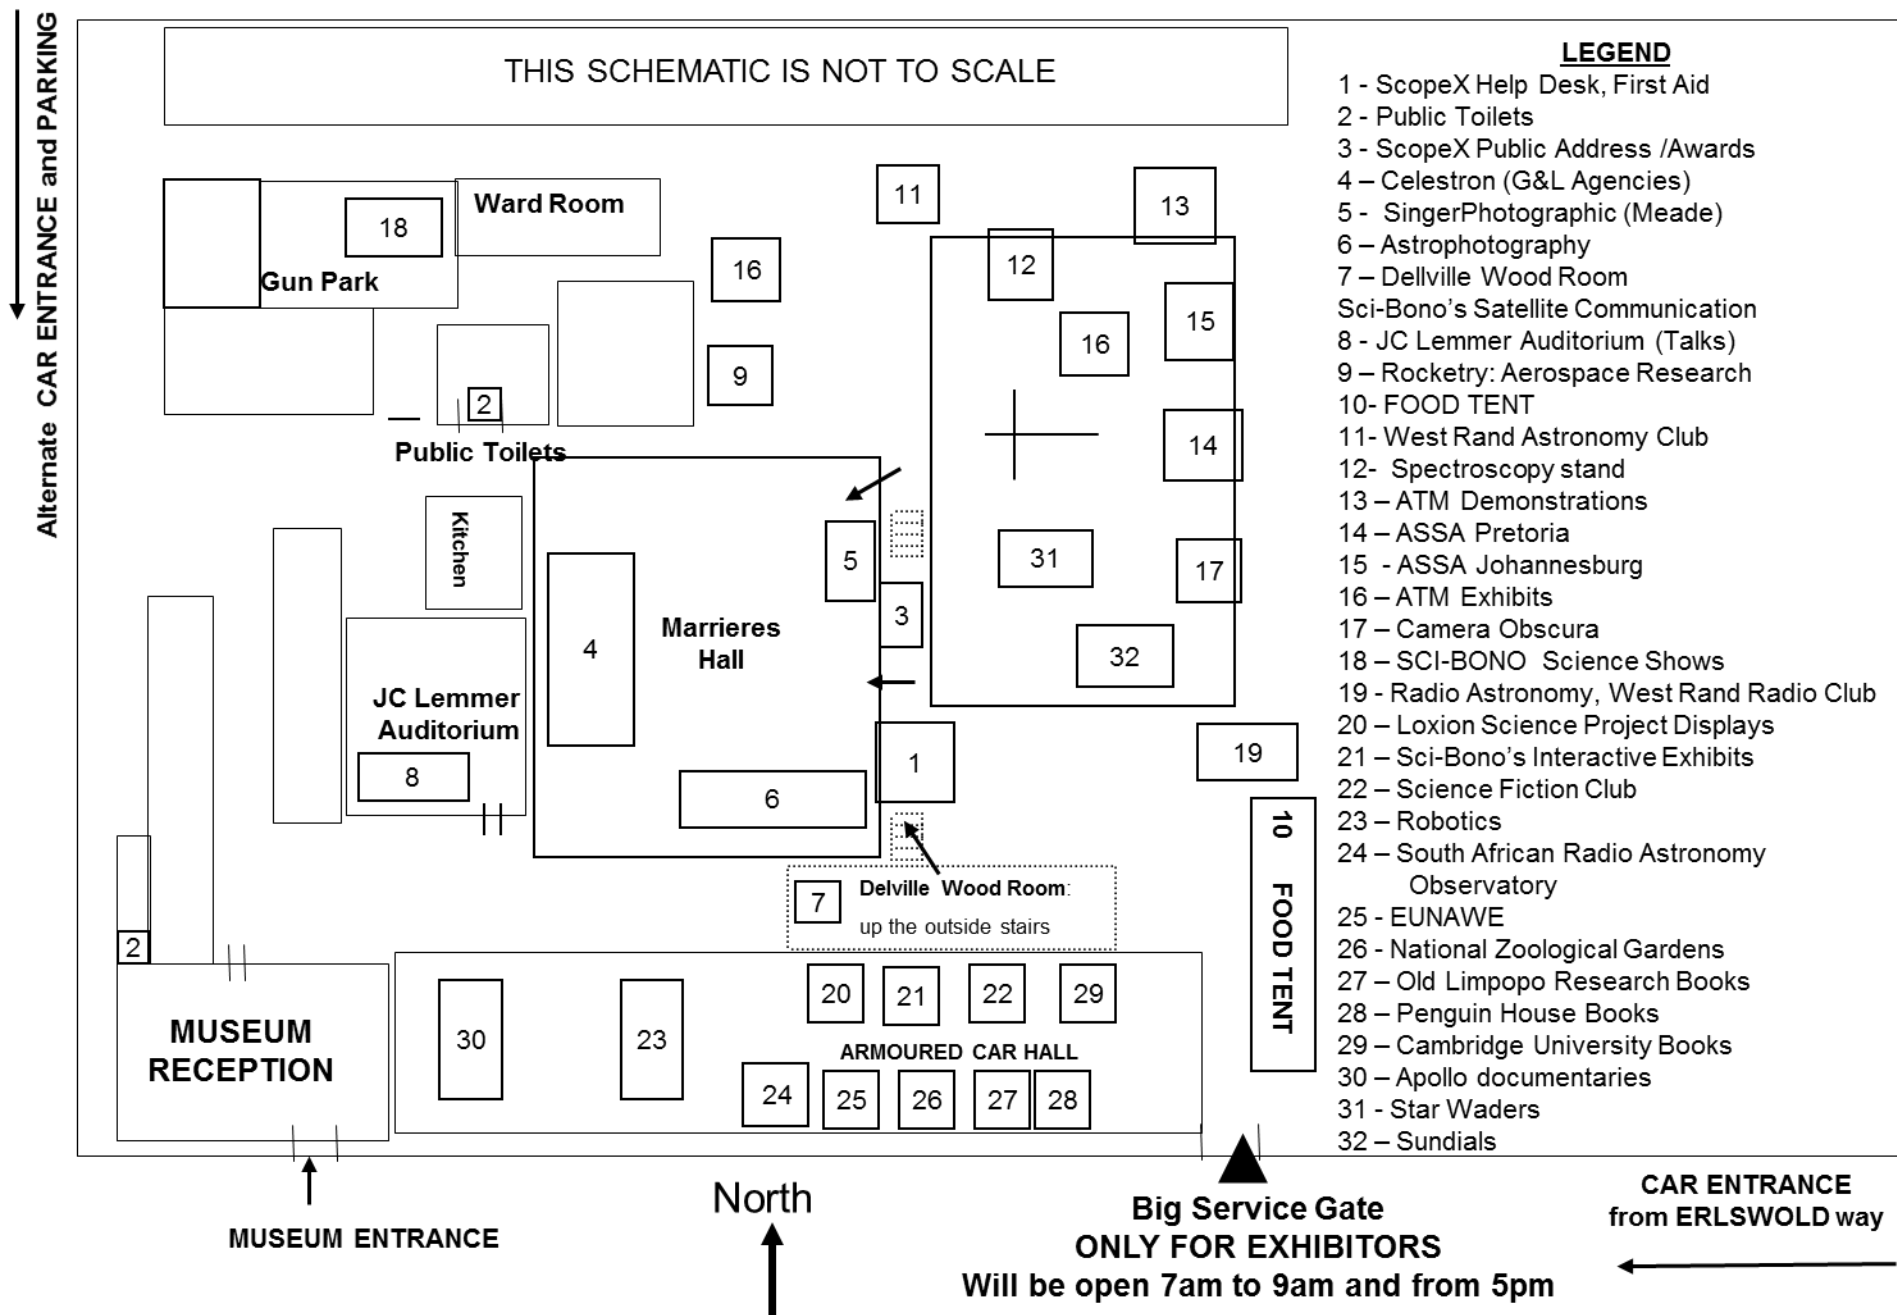 Alternate CAR ENTRANCE and PARKING
THIS SCHEMATIC IS NOT TO SCALE
18
Ward Room
Gun Park
11
13
16
12
15
16
9
2
Public Toilets
14
Kitchen
5
31
17
3
4
Marrieres
Hall
32
JC Lemmer
Auditorium
8
1
19
6
10 FOOD TENT
7
Delville Wood Room:
up the outside stairs
2
MUSEUM
RECEPTION
30
23
20
21
22
29
ARMOURED CAR HALL
24
25
26
27
28
MUSEUM ENTRANCE
North
Big Service Gate
ONLY FOR EXHIBITORS
Will be open 7am to 9am and from 5pm
CAR ENTRANCE
from ERLSWOLD way
LEGEND
1 - ScopeX Help Desk, First Aid
2 - Public Toilets
3 - ScopeX Public Address /Awards
4 – Celestron (G&L Agencies)
5 - SingerPhotographic (Meade)
6 – Astrophotography
7 – Dellville Wood Room
Sci-Bono's Satellite Communication
8 - JC Lemmer Auditorium (Talks)
9 – Rocketry: Aerospace Research
10- FOOD TENT
11- West Rand Astronomy Club
12- Spectroscopy stand
13 – ATM Demonstrations
14 – ASSA Pretoria
15 - ASSA Johannesburg
16 – ATM Exhibits
17 – Camera Obscura
18 – SCI-BONO Science Shows
19 - Radio Astronomy, West Rand Radio Club
20 – Loxion Science Project Displays
21 – Sci-Bono's Interactive Exhibits
22 – Science Fiction Club
23 – Robotics
24 – South African Radio Astronomy
Observatory
25 - EUNAWE
26 - National Zoological Gardens
27 – Old Limpopo Research Books
28 – Penguin House Books
29 – Cambridge University Books
30 – Apollo documentaries
31 - Star Waders
32 – Sundials